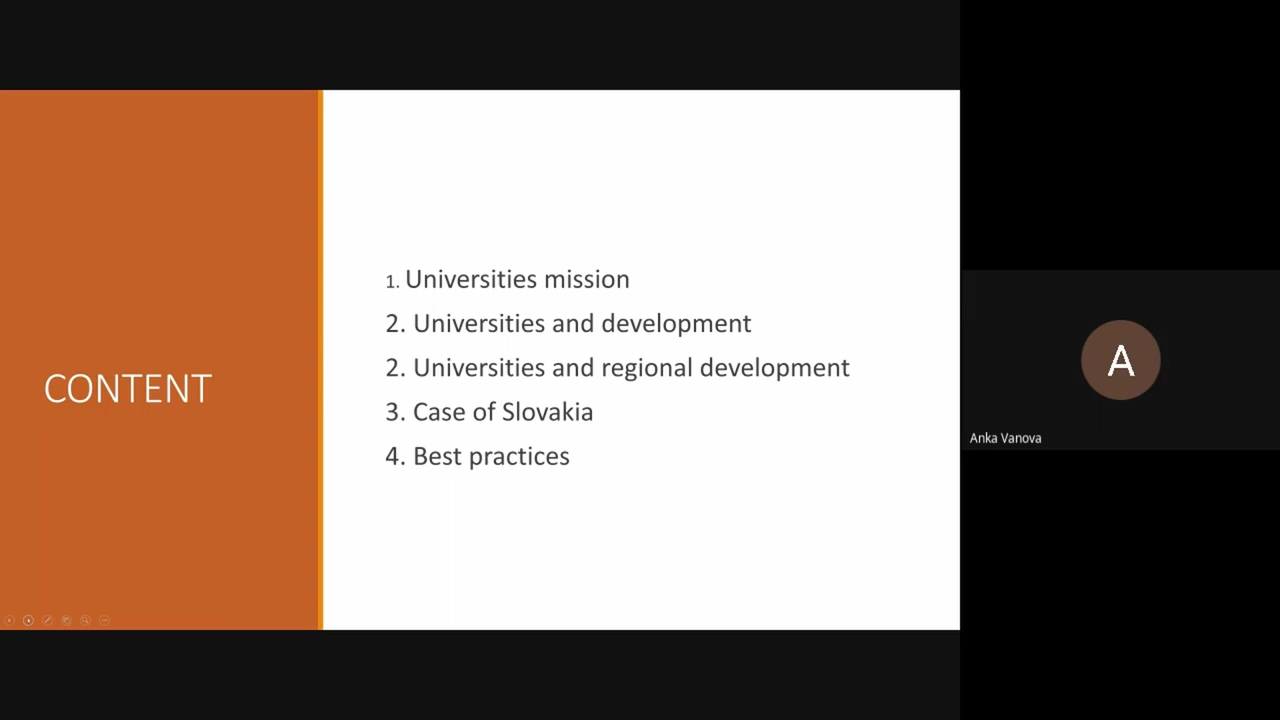 CONTENT
1. Universities mission
2. Universities and development
2. Universities and regional development
3. Case of Slovakia
4. Best practices
A
Anka Vanova